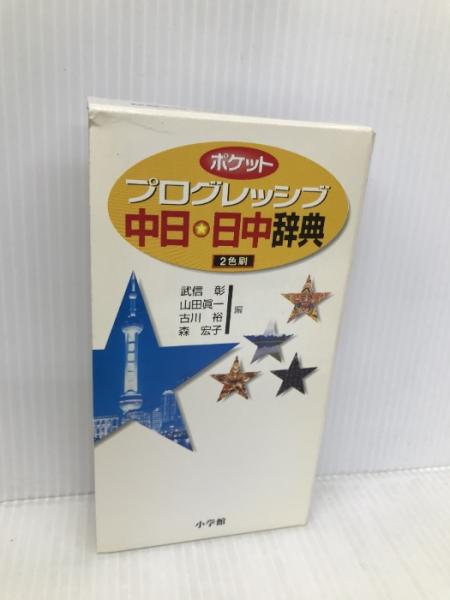 ポケット
プログレッシブ
中日★日中辞典
2色刷
武信 彰
山田眞一
古川 裕
森 宏子
編
小学館